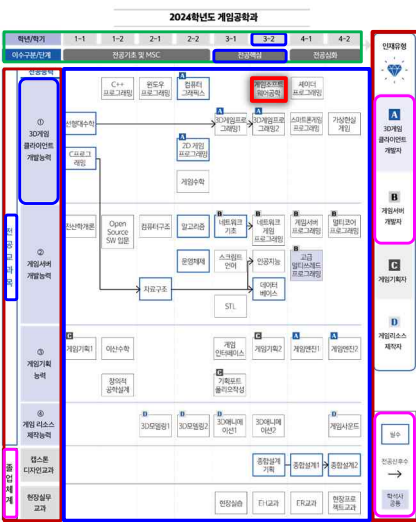 2024학년도 게임공학과
학년/학기 1-1 1-2 2-1 2-2 3-1 3-2 4-1 4-2
이수구분/단계 전공기초 및 MSC 전공핵심 전공심화
인재유형
전공능력
전공교과목
①
3D게임
클라이언트
개발능력
C++
프로그래밍
윈도우
프로그래밍
A
컴퓨터
그래픽스
게임소프트
웨어공학
셰이더
프로그래밍
선형대수학
A
3D게임프로
그래밍1
A
3D게임프로
그래밍2
스마트폰게임
프로그래밍
가상현실
게임
C프로그
래밍
A
2D 게임
프로그래밍
게임수학
②
게임서버
개발능력
전산학개론
Open
Source
SW 입문
컴퓨터구조
알고리즘
B
네트워크
기초
B
네트워크
게임
프로그래밍
B
게임서버
프로그래밍
B
멀티코어
프로그래밍
운영체제
스크립트
언어
인공지능
B
고급
멀티쓰레드
프로그래밍
자료구조
데이터
베이스
STL
③
게임기획
능력
C
게임기획1
이산수학
게임
인터페이스
C
게임기획2
A
게임엔진1
A
게임엔진2
창의적
공학설계
C
기획포트
폴리오작성
④
게임 리소스
제작능력
D
3D모델링1
D
3D모델링2
D
3D애니메
이션1
3D애니메
이션2
D
게임사운드
졸업체계
캡스톤
디자인교과
종합설계
기획
종합설계1
종합설계2
현장실무
교과
현장실습
EH교과
ER교과
현장프로
젝트교과
A
3D게임
클라이언트
개발자
B
게임서버
개발자
C
게임기획자
D
게임리소스
제작자
필수
전공선후수
학석사
공통